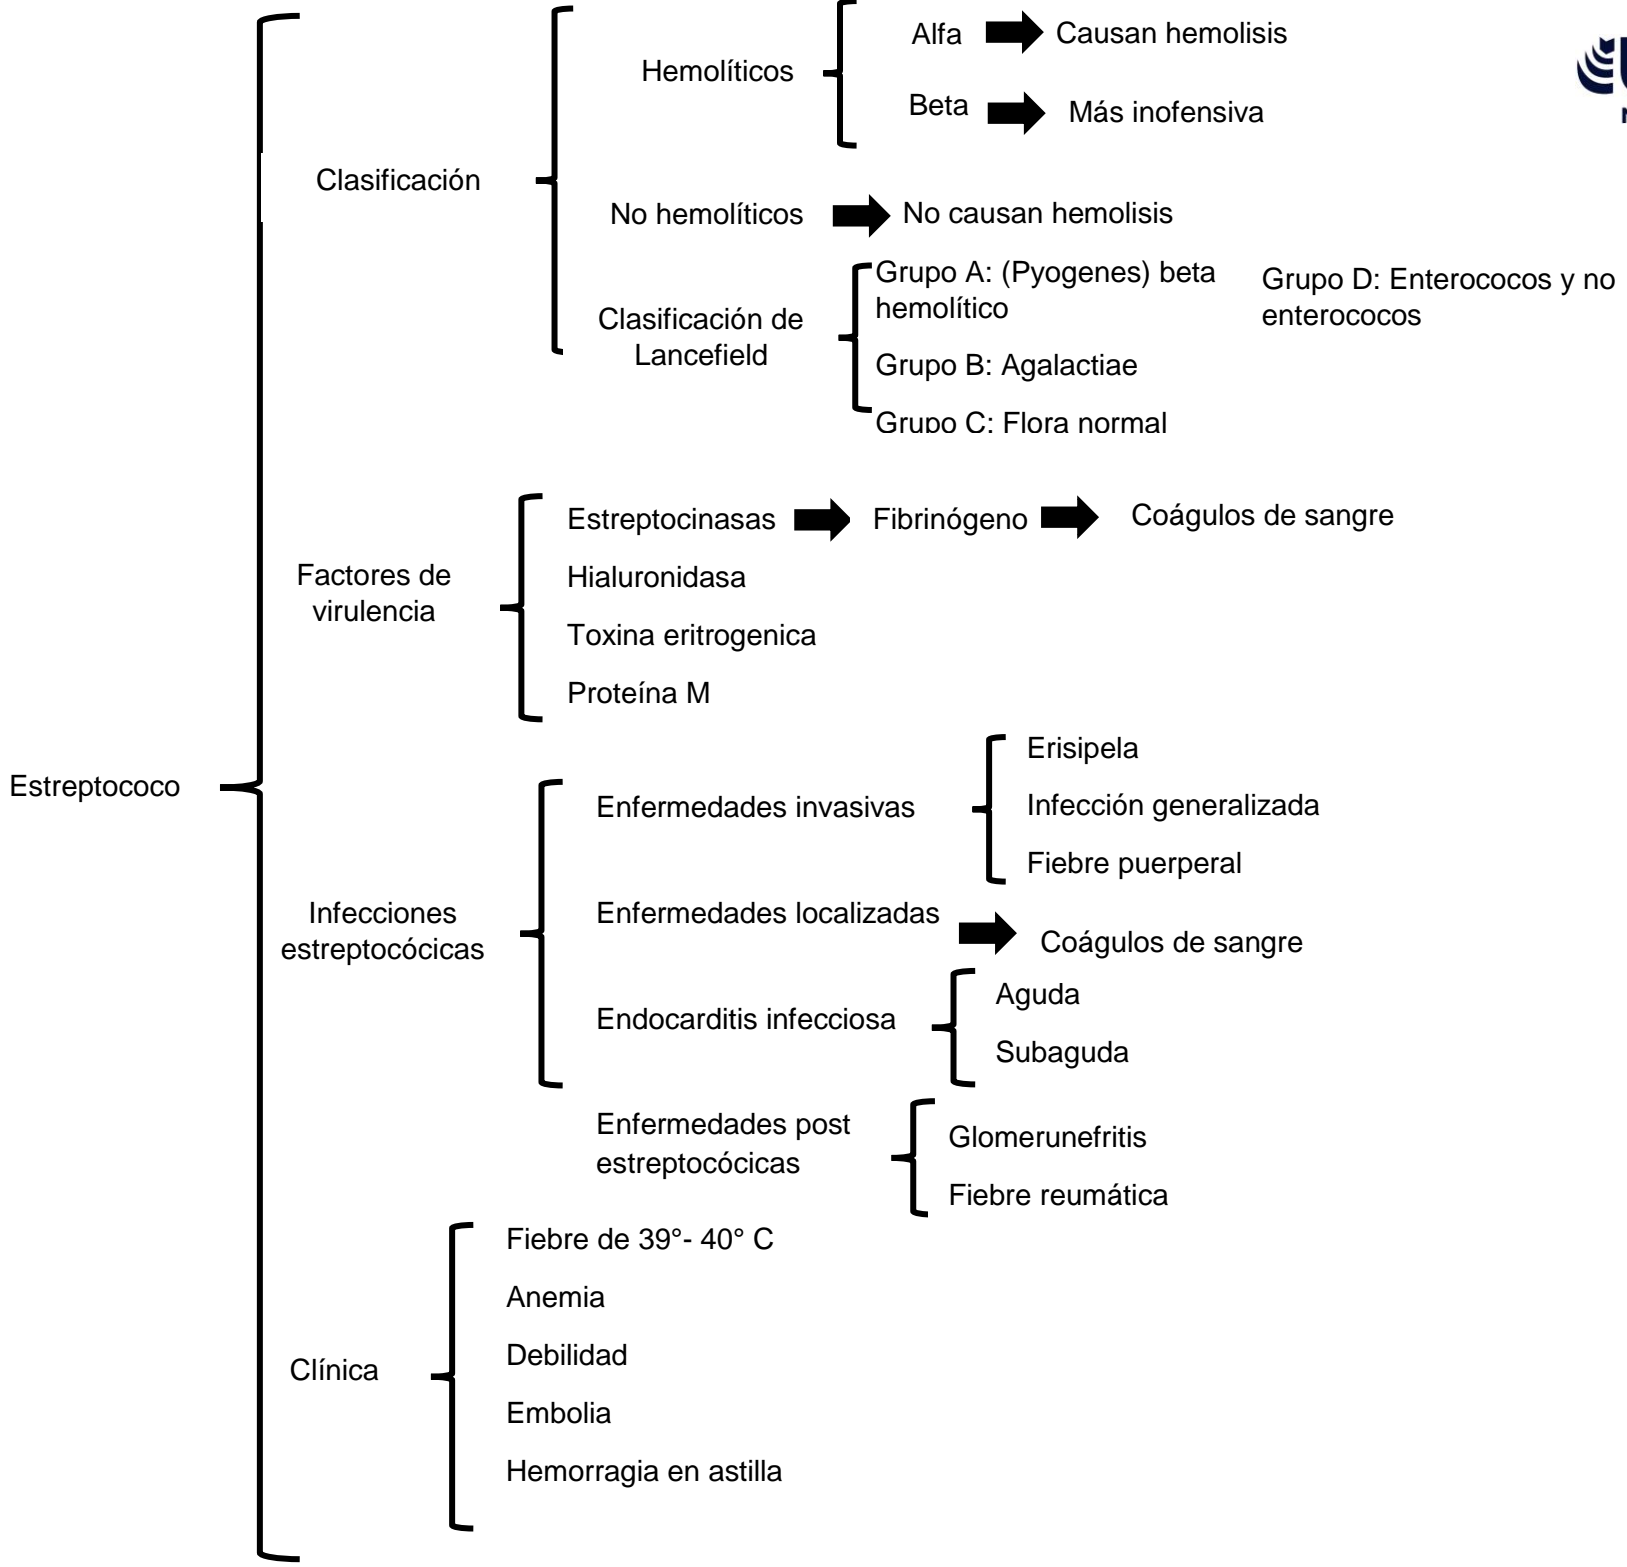 Alfa
Causan hemolisis
Hemolíticos
Beta
Más inofensiva
Clasificación
No hemolíticos
No causan hemolisis
Grupo A: (Pyogenes) beta
hemolítico
Grupo D: Enterococos y no
enterococos
Clasificación de
Lancefield
Grupo B: Agalactiae
Grupo C: Flora normal
Estreptocinasas
Fibrinógeno
Coágulos de sangre
Factores de
virulencia
Hialuronidasa
Toxina eritrogenica
Proteína M
Estreptococo
Erisipela
Enfermedades invasivas
Infección generalizada
Fiebre puerperal
Infecciones
estreptocócicas
Enfermedades localizadas
Coágulos de sangre
Endocarditis infecciosa
Aguda
Subaguda
Enfermedades post
estreptocócicas
Glomerunefritis
Fiebre reumática
Clínica
Fiebre de 39°- 40° C
Anemia
Debilidad
Embolia
Hemorragia en astilla